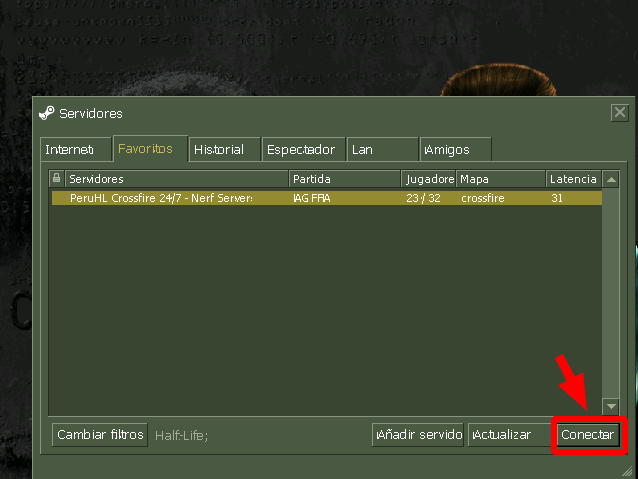 Servidores
Internet Favoritos Historial Espectador Lan Amigos
Servidores Partida Jugadore Mapa Latencia
PeruHL Crossfire 24/7 - Nerf Server AG FFA 23 / 32 crossfire 31
Cambiar filtros Half-Life; Añadir servido Actualizar Conectar